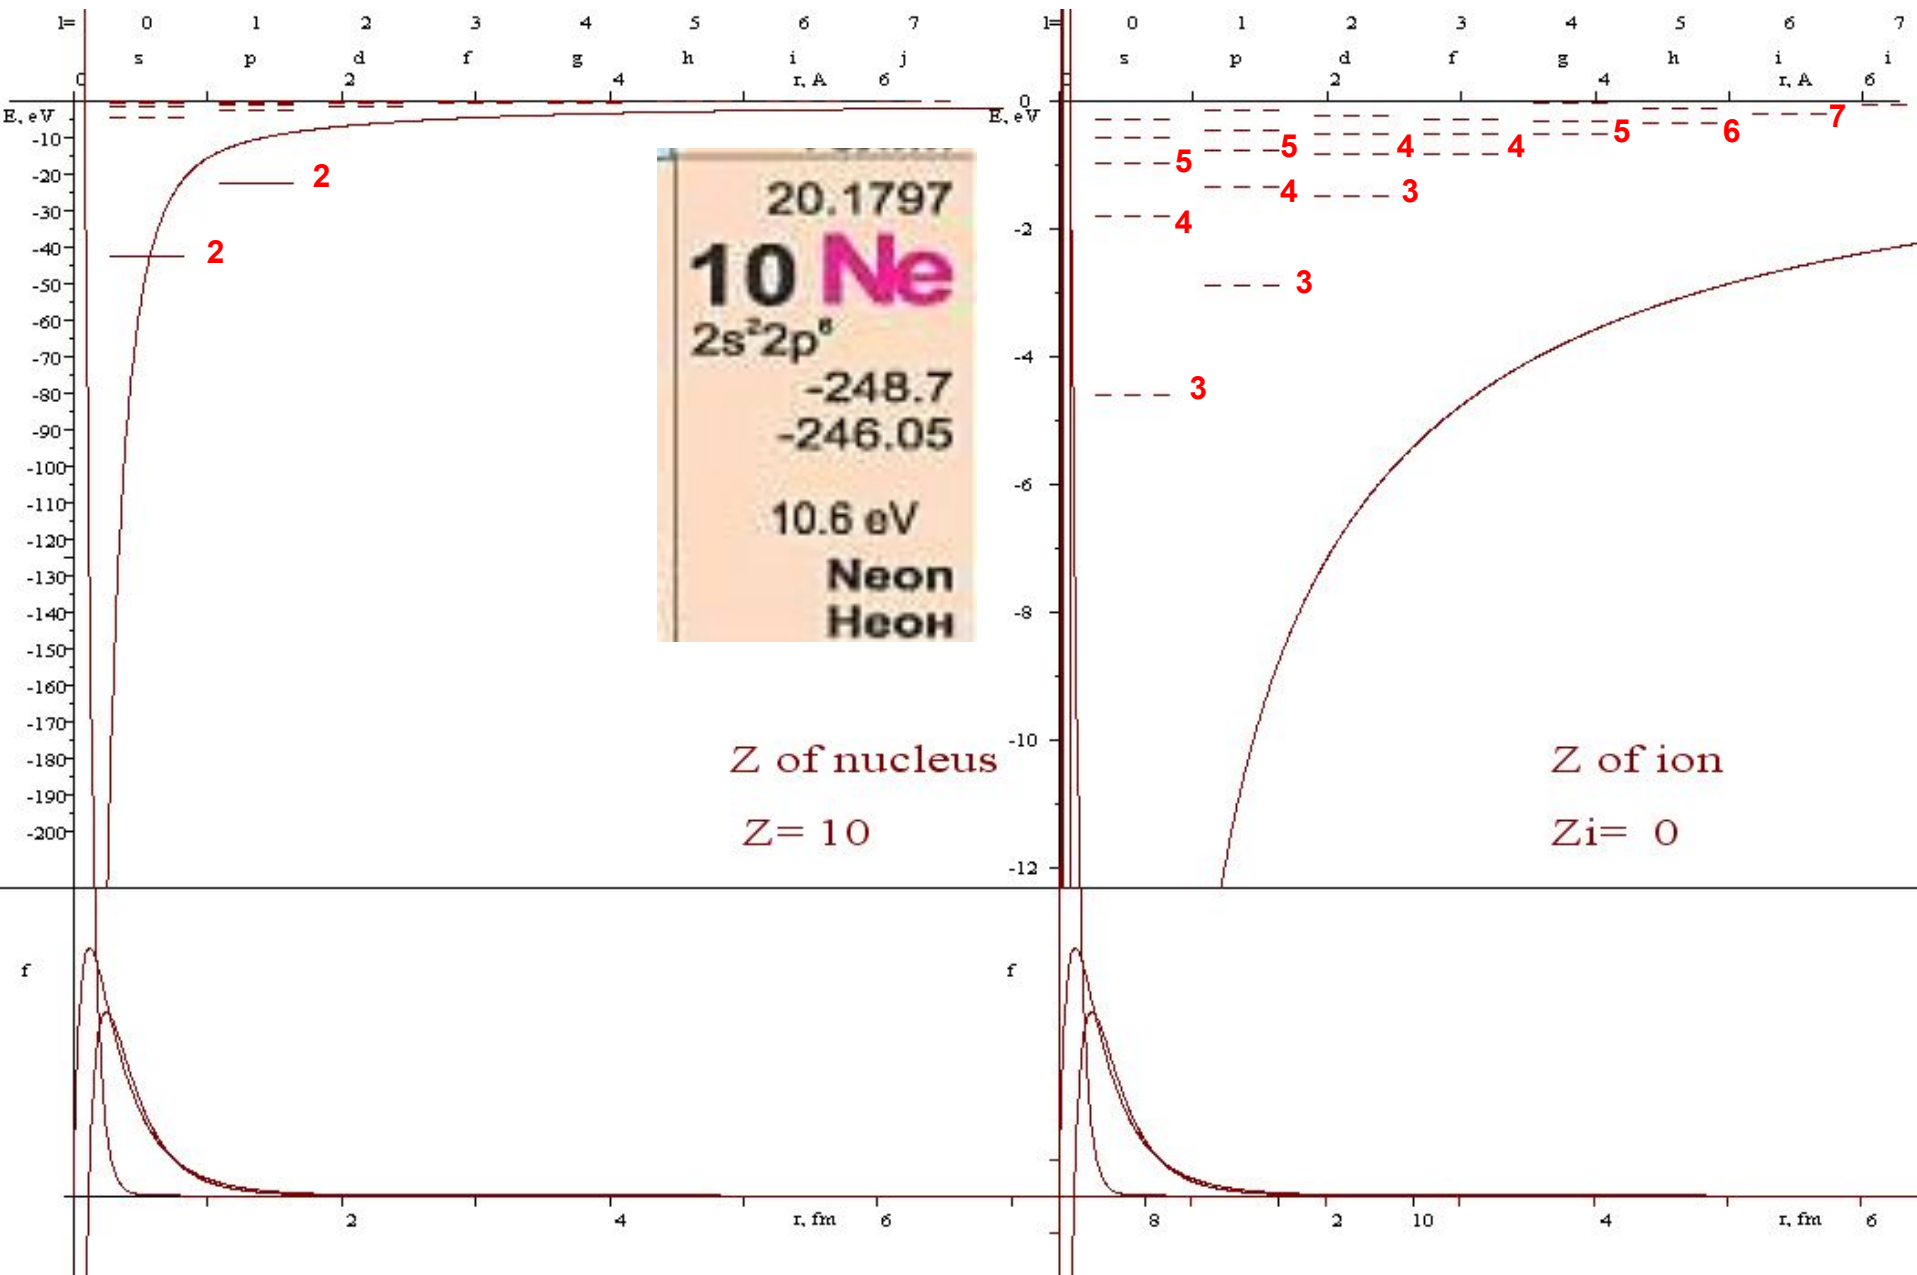 l= 0 1 2 3 4 5 6 7
s p d f g h i j
0 2 4 r, A 6
E, eV
-10
-20
-30
-40
-50
-60
-70
-80
-90
-100
-110
-120
-130
-140
-150
-160
-170
-180
-190
-200
2
2
20.1797
10 Ne
2s²2p⁶
-248.7
-246.05
10.6 eV
Neon
Неон
Z of nucleus
Z= 10
f
2 4 r, fm 6
l= 0 1 2 3 4 5 6 7
s p d f g h i i
2 4 r, A 6
0
E, eV
-2
-4
-6
-8
-10
-12
5 5 4 4 5 6 7
4 4 3
3
3
Z of ion
Zi= 0
f
8 2 10 4 r, fm 6